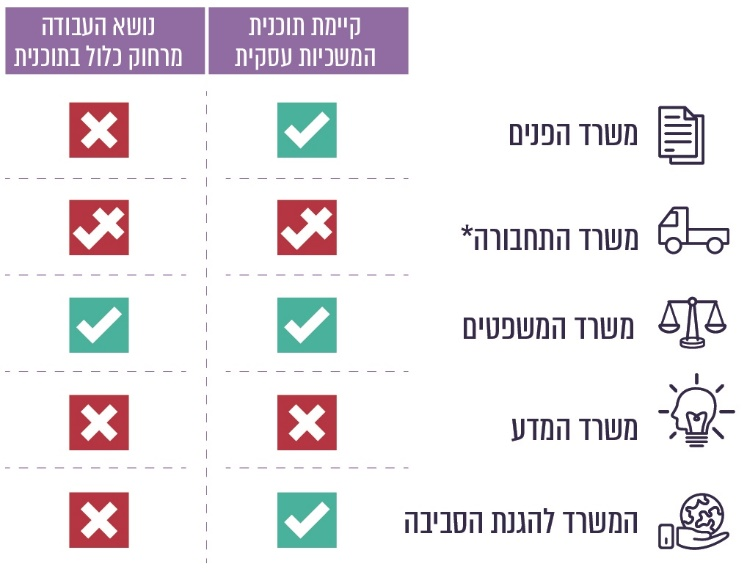 קיימת תוכנית
המשכיות עסקית
נושא העבודה
מרחוק כלול בתוכנית
משרד הפנים
משרד התחבורה*
משרד המשפטים
משרד המדע
המשרד להגנת הסביבה